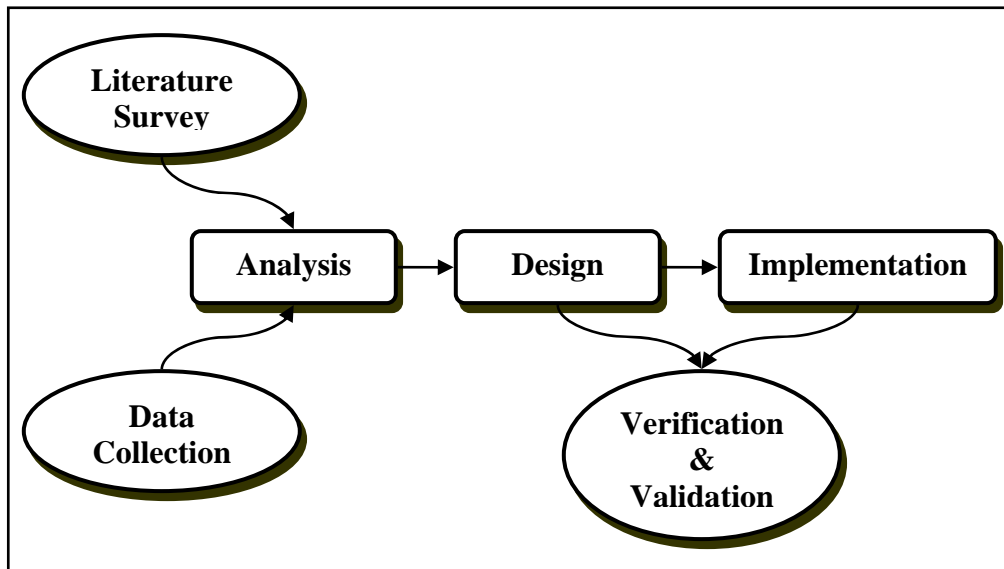 Literature
Survey
Analysis
Design
Implementation
Data
Collection
Verification
&
Validation